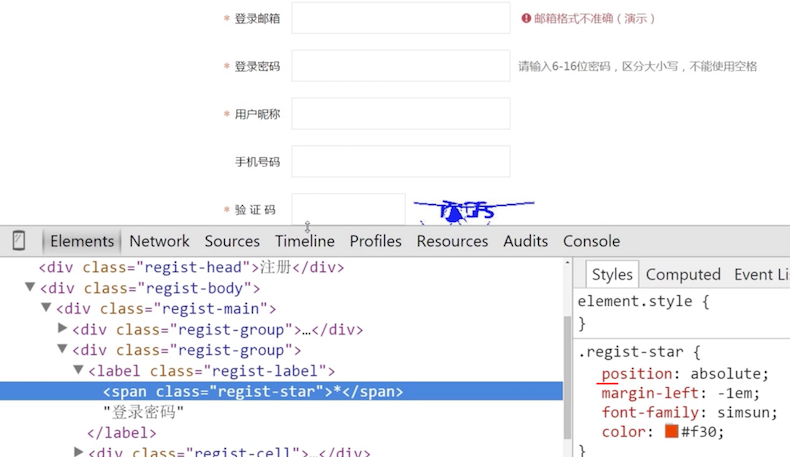 * 登录邮箱 邮箱格式不准确（演示）
* 登录密码 请输入6-16位密码，区分大小写，不能使用空格
* 用户昵称
手机号码
* 验 证 码
Elements Network Sources Timeline Profiles Resources Audits Console
<div class="regist-head">注册</div>
▼<div class="regist-body">
▼<div class="regist-main">
▶<div class="regist-group">…</div>
▼<div class="regist-group">
▼<label class="regist-label">
<span class="regist-star">*</span>
"登录密码"
</label>
▶<div class="regist-cell">…</div>
Styles Computed Event Lis
element.style {
}
.regist-star {
position: absolute;
margin-left: -1em;
font-family: simsun;
color: #f30;
}